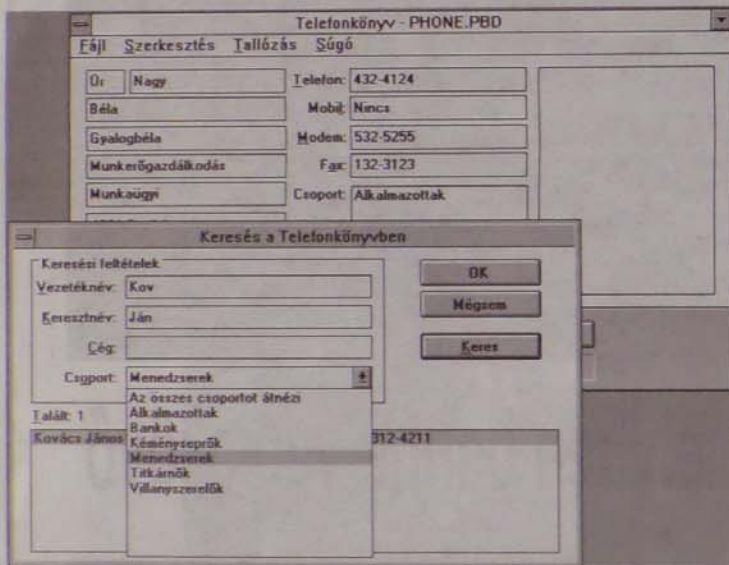 Telefonkönyv - PHONE.PBD
Fájl Szerkesztés Tallózás Súgó
Úr Nagy
Béla
Gyalogbéla
Munkerőgazdálkodás
Munkaügyi
Telefon: 432-4124
Mobil: Nincs
Modem: 532-5255
Fax: 132-3123
Csoport: Alkalmazottak
Keresés a Telefonkönyvben
Keresési feltételek
Vezetéknév: Kov
Keresztnév: Ján
Cég:
Csoport: Menedzserek
Az összes csoportot átnézi
Alkalmazottak
Bankok
Kéményseprők
Menedzserek
Titkárnők
Villanyszerelők
OK
Mégsem
Keres
Talált: 1
Kovács János 312-4211